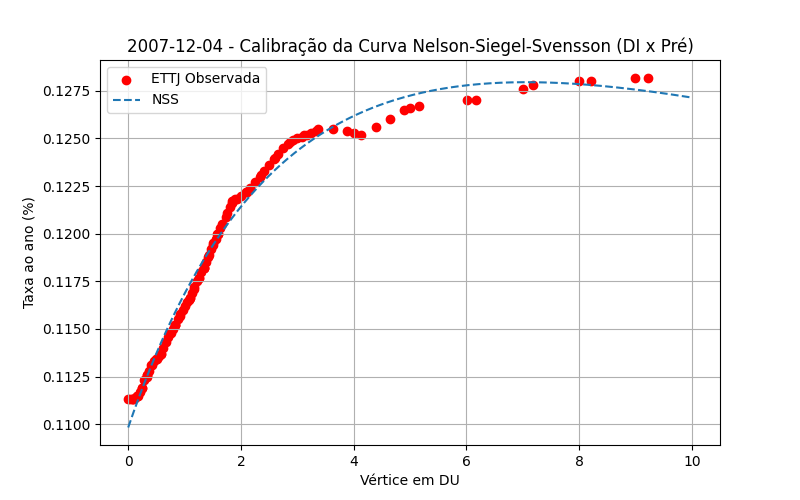 2007-12-04 - Calibração da Curva Nelson-Siegel-Svensson (DI x Pré)
ETTJ Observada
NSS
Taxa ao ano (%)
0.1275
0.1250
0.1225
0.1200
0.1175
0.1150
0.1125
0.1100
0 2 4 6 8 10
Vértice em DU